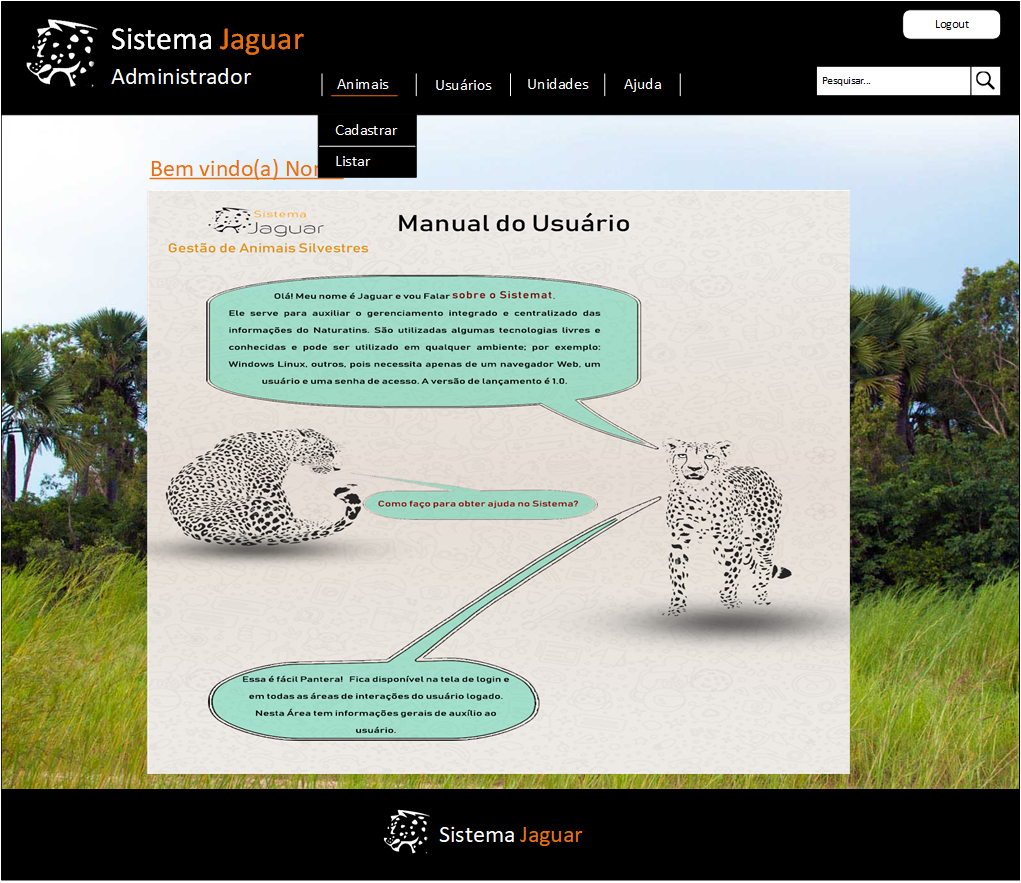 Logout
Sistema Jaguar
Administrador
Animais
Usuários
Unidades
Ajuda
Pesquisar...
Cadastrar
Listar
Bem vindo(a)
Sistema
Jaguar
Gestão de Animais Silvestres
Manual do Usuário
Olá! Meu nome é Jaguar e vou Falar sobre o Sistemat.
Ele serve para auxiliar o gerenciamento integrado e centralizado das
informações do Naturatins. São utilizadas algumas tecnologias livres e
conhecidas e pode ser utilizado em qualquer ambiente; por exemplo:
Windows Linux, outros, pois necessita apenas de um navegador Web, um
usuário e uma senha de acesso. A versão de lançamento é 1.0.
Como faço para obter ajuda no Sistema?
Essa é fácil Pantera! Fica disponível na tela de login e
em todas as áreas de interações do usuário logado.
Nesta Área tem informações gerais de auxílio ao
usuário.
Sistema Jaguar